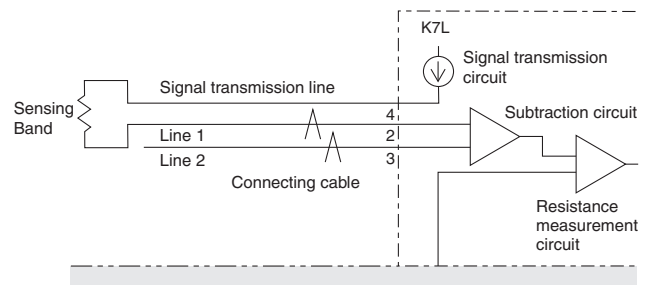 K7L
Signal transmission
circuit
Signal transmission line
Sensing
Band
4
Subtraction circuit
Line 1
2
Line 2
3
Connecting cable
Resistance
measurement
circuit